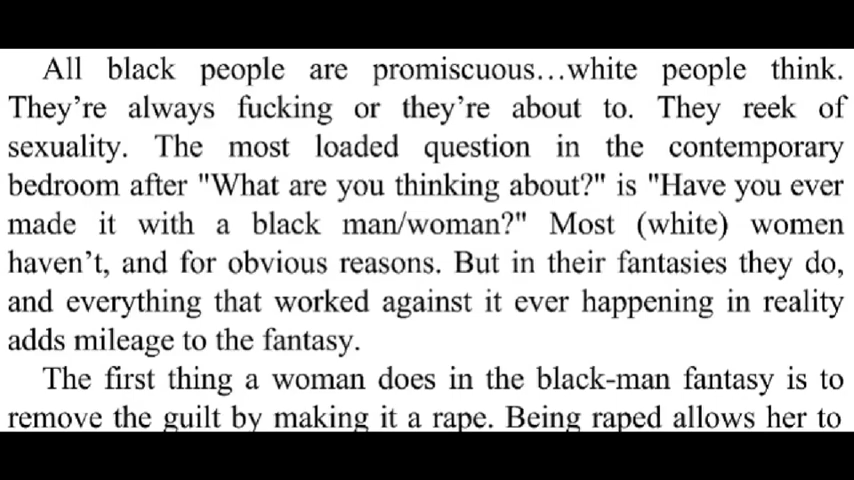 All black people are promiscuous…white people think.
They're always fucking or they're about to. They reek of
sexuality. The most loaded question in the contemporary
bedroom after "What are you thinking about?" is "Have you ever
made it with a black man/woman?" Most (white) women
haven't, and for obvious reasons. But in their fantasies they do,
and everything that worked against it ever happening in reality
adds mileage to the fantasy.
The first thing a woman does in the black-man fantasy is to
remove the guilt by making it a rape. Being raped allows her to